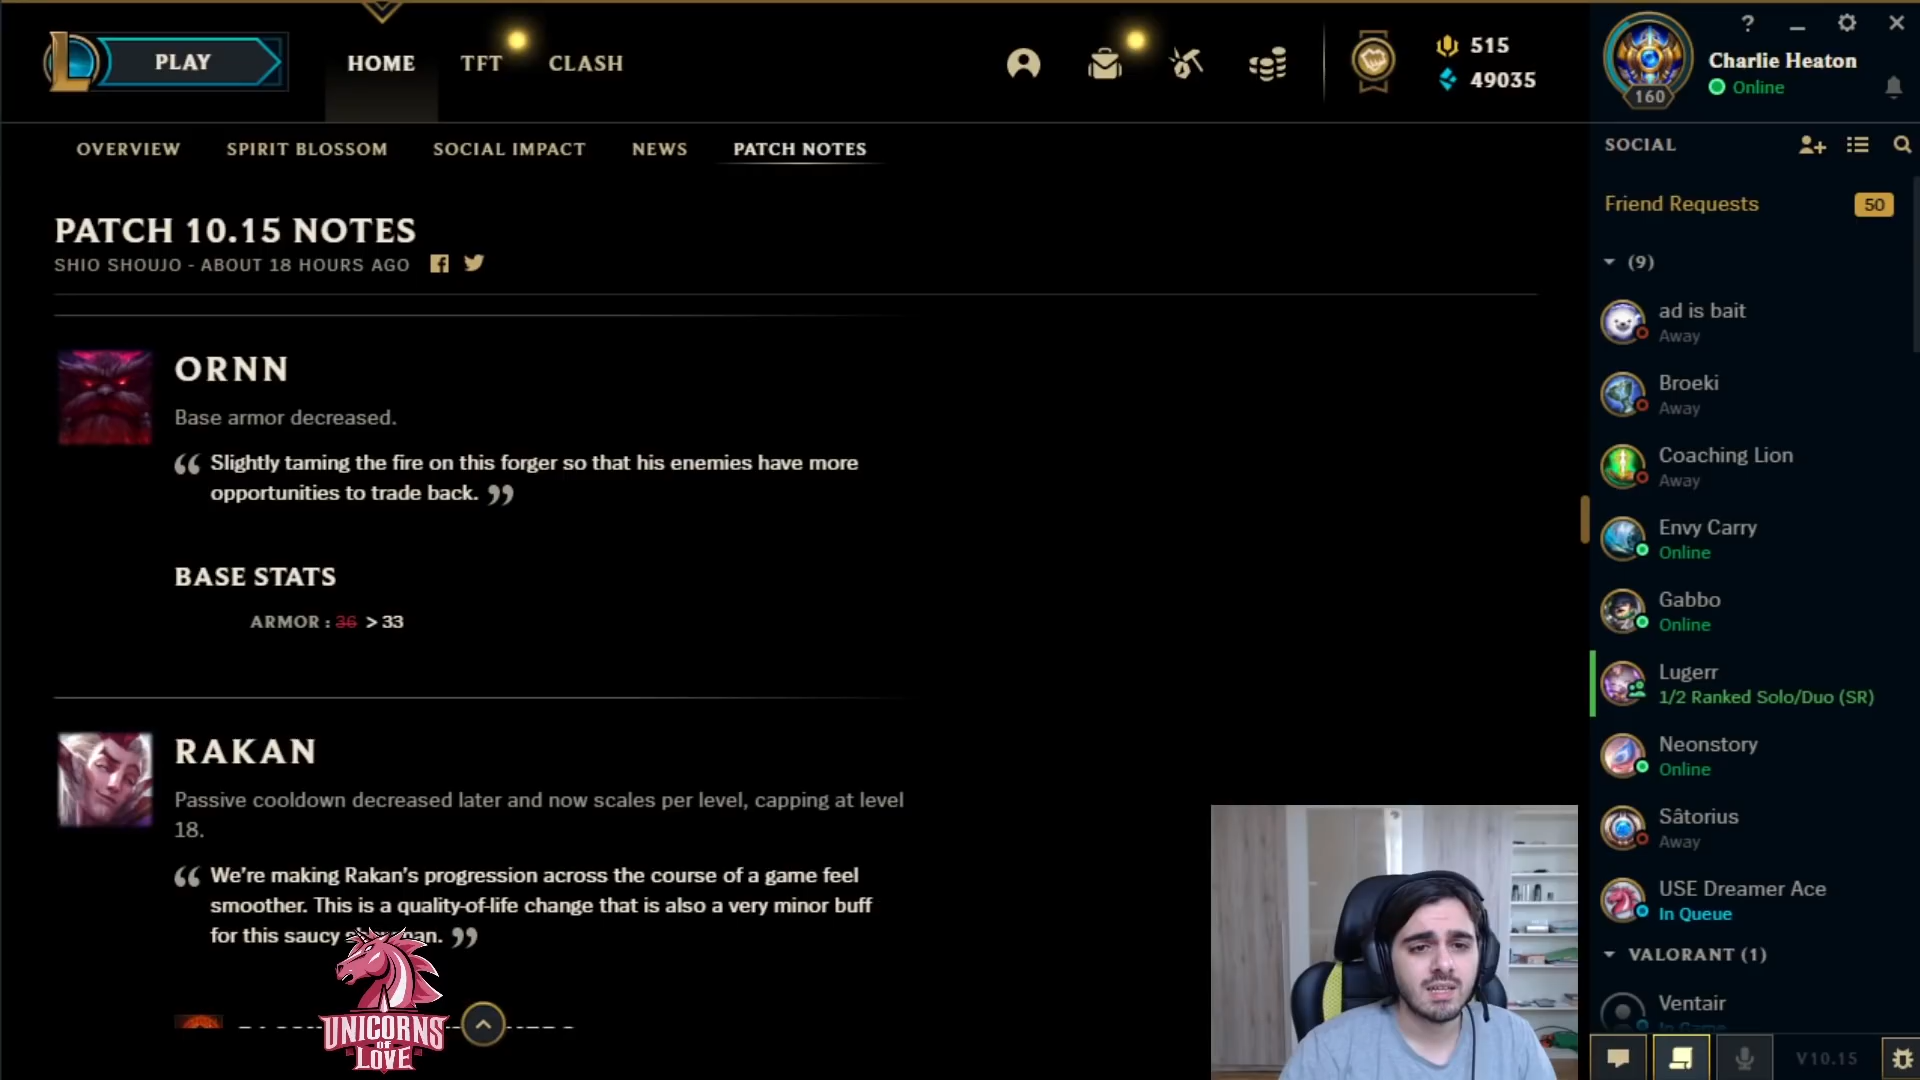 PLAY
HOME
TFT
CLASH
515
49035
160
Charlie Heaton
Online
OVERVIEW
SPIRIT BLOSSOM
SOCIAL IMPACT
NEWS
PATCH NOTES
SOCIAL
Friend Requests
50
PATCH 10.15 NOTES
SHIO SHOUJO - ABOUT 18 HOURS AGO
ORNN
Base armor decreased.
“ Slightly taming the fire on this forger so that his enemies have more
opportunities to trade back. ”
BASE STATS
ARMOR : 36 > 33
RAKAN
Passive cooldown decreased later and now scales per level, capping at level
18.
“ We're making Rakan's progression across the course of a game feel
smoother. This is a quality-of-life change that is also a very minor buff
for this saucy
UNICORNS
OF
LOVE
(9)
ad is bait
Away
Broeki
Away
Coaching Lion
Away
Envy Carry
Online
Gabbo
Online
Lugerr
1/2 Ranked Solo/Duo (SR)
Neonstory
Online
Sâtorius
Away
USE Dreamer Ace
In Queue
VALORANT (1)
Ventair
In Game
V10.15